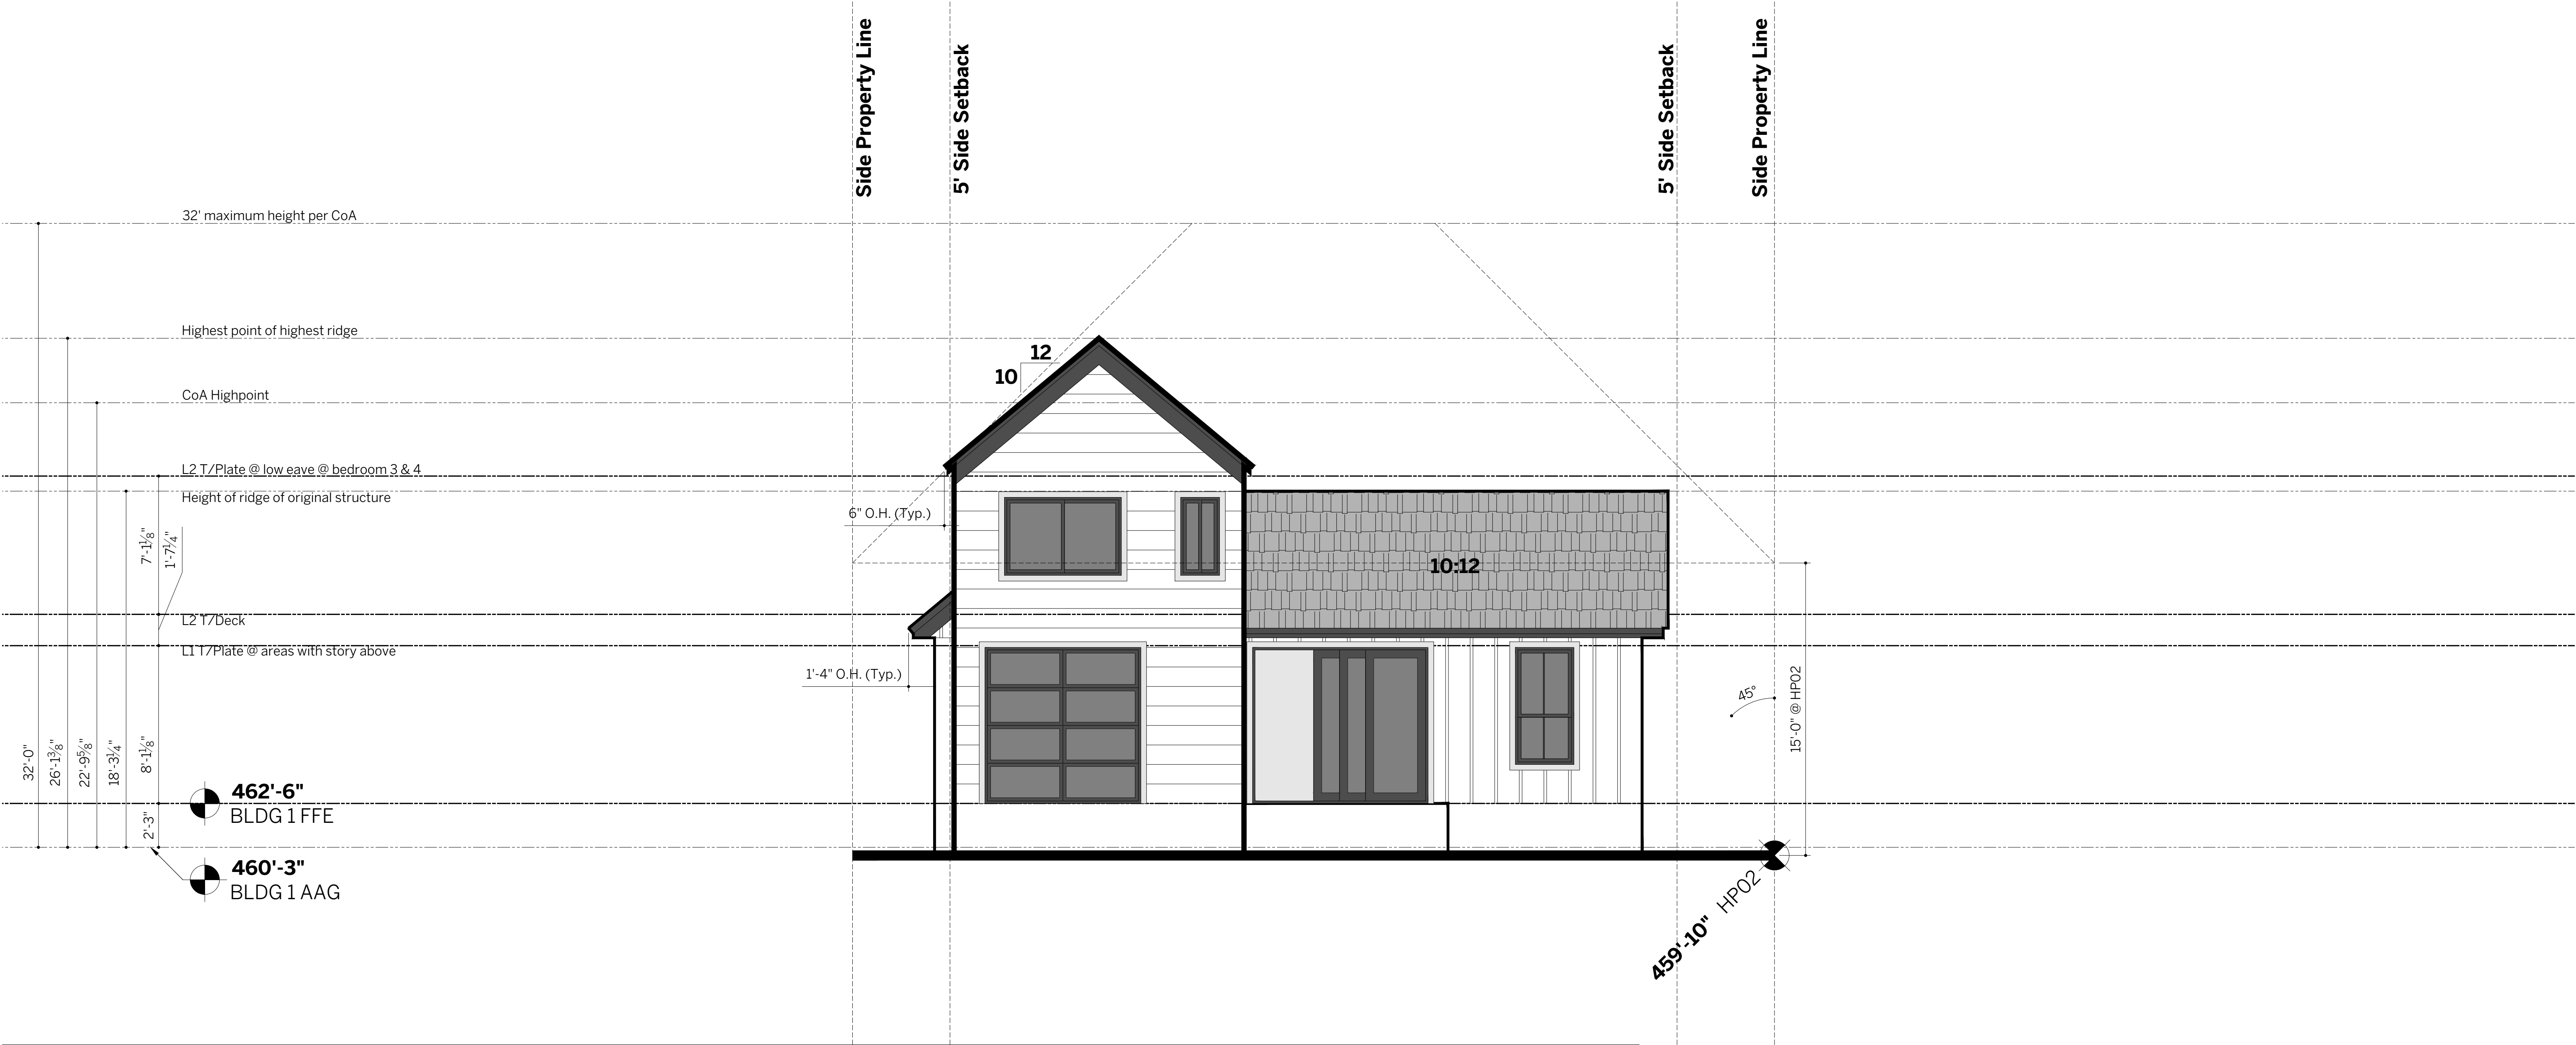 Side Property Line
5' Side Setback
5' Side Setback
Side Property Line
32' maximum height per CoA
Highest point of highest ridge
12
10
CoA Highpoint
L2 T/Plate @ low eave @ bedroom 3 & 4
Height of ridge of original structure
6" O.H. (Typ.)
7'-1⅛"
1'-7¼"
10:12
L2 T/Deck
L1 T/Plate @ areas with story above
1'-4" O.H. (Typ.)
45°
15'-0" @ HP02
32'-0"
26'-1⅜"
22'-9⅝"
18'-3¼"
8'-1⅛"
462'-6"
BLDG 1 FFE
2'-3"
460'-3"
BLDG 1 AAG
459'-10" HP02